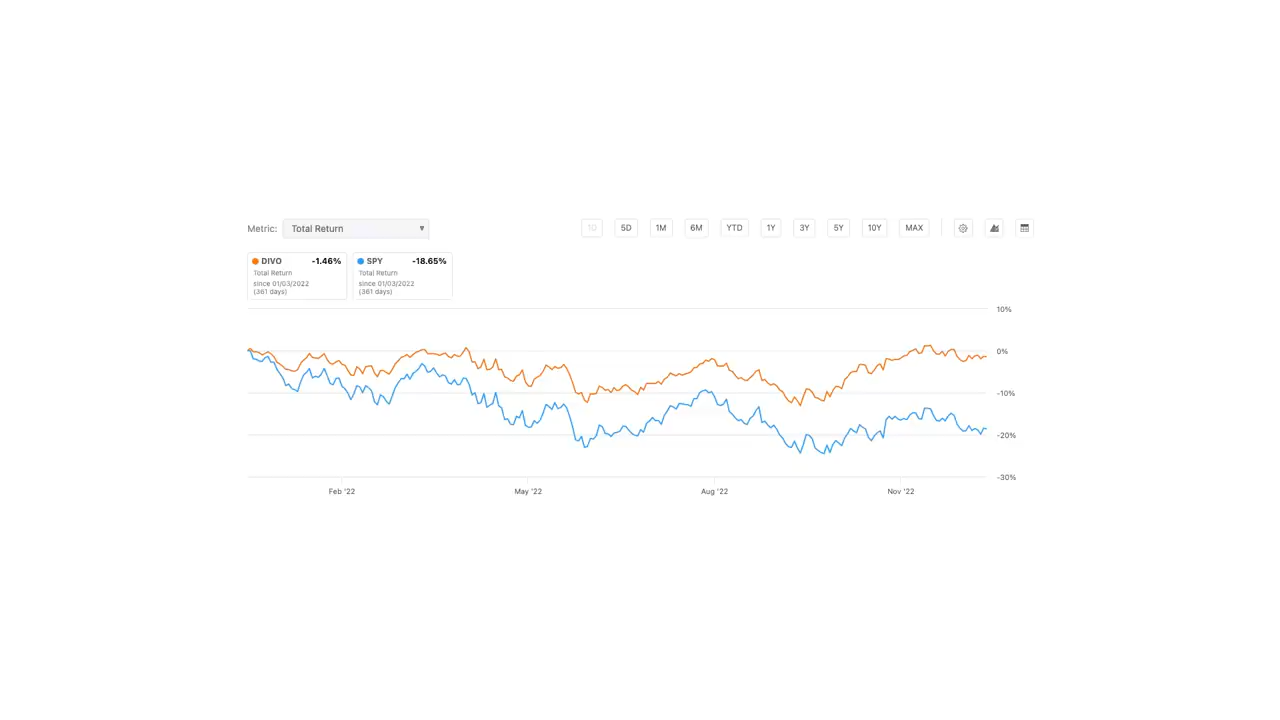 Metric: Total Return ▼ 1D 5D 1M 6M YTD 1Y 3Y 5Y 10Y MAX
DIVO -1.46% SPY -18.65%
Total Return Total Return
since 01/03/2022 since 01/03/2022
(361 days) (361 days)
10%
0%
-10%
-20%
-30%
Feb '22 May '22 Aug '22 Nov '22